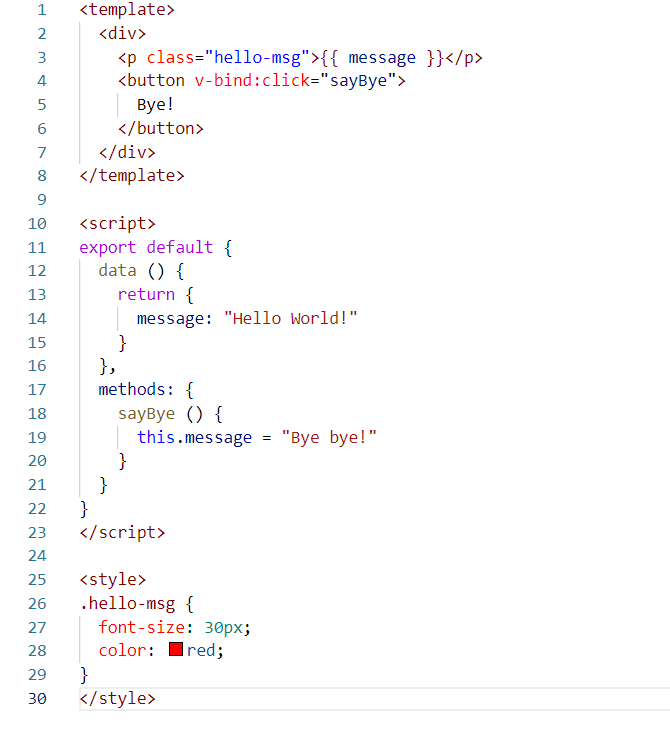 1 <template>
2   <div>
3     <p class="hello-msg">{{ message }}</p>
4     <button v-bind:click="sayBye">
5       Bye!
6     </button>
7   </div>
8 </template>
9
10 <script>
11 export default {
12   data () {
13     return {
14       message: "Hello World!"
15     }
16   },
17   methods: {
18     sayBye () {
19       this.message = "Bye bye!"
20     }
21   }
22 }
23 </script>
24
25 <style>
26 .hello-msg {
27   font-size: 30px;
28   color: red;
29 }
30 </style>